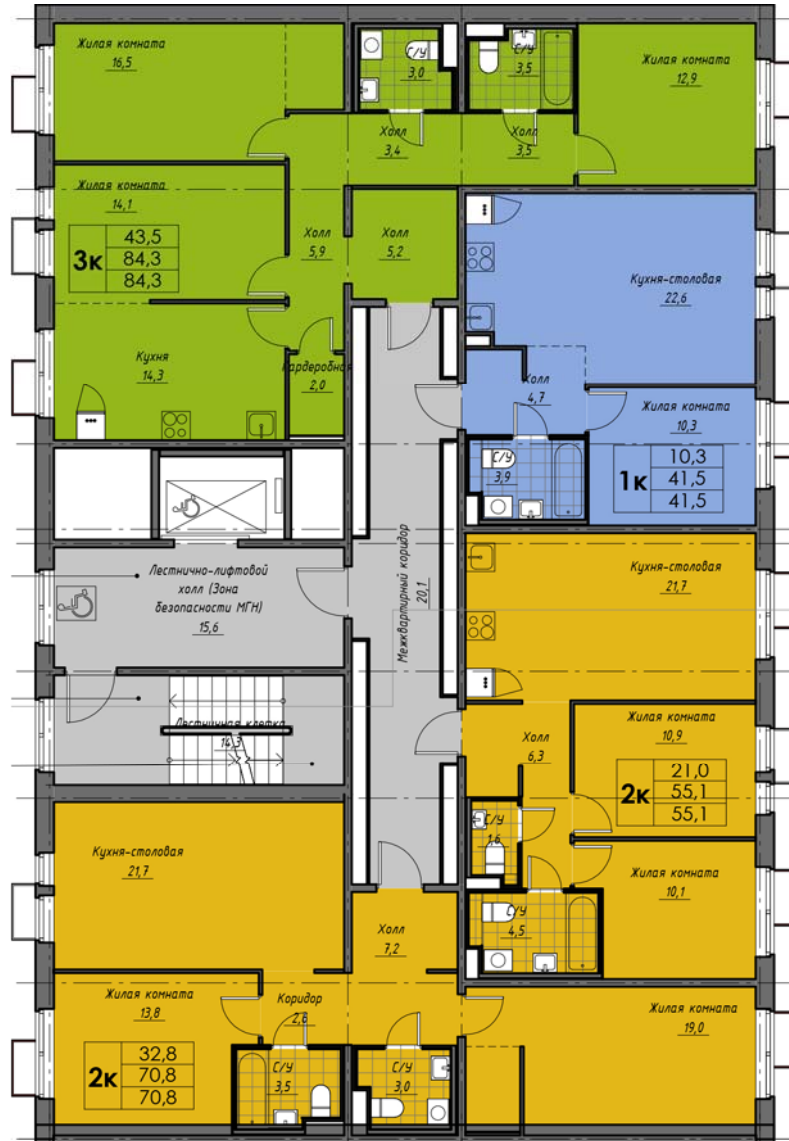 Жилая комната
16,5
С/У
3,0
С/У
3,5
Жилая комната
12,9
Холл
3,4
Холл
3,5
Жилая комната
14,1
3к
43,5
84,3
84,3
Холл
5,9
Холл
5,2
Кухня
14,3
Гардеробная
2,0
Кухня-столовая
22,6
Холл
4,7
Жилая комната
10,3
С/У
3,9
1к
10,3
41,5
41,5
Лестнично-лифтовой
холл (Зона
безопасности МГН)
15,6
Межквартирный коридор
20,1
Кухня-столовая
21,7
Лестничная клетка
14,3
Холл
6,3
Жилая комната
10,9
2к
21,0
55,1
55,1
С/У
1,6
Жилая комната
10,1
С/У
4,5
Кухня-столовая
21,7
Холл
7,2
Жилая комната
13,8
Коридор
2,6
2к
32,8
70,8
70,8
С/У
3,5
С/У
3,0
Жилая комната
19,0